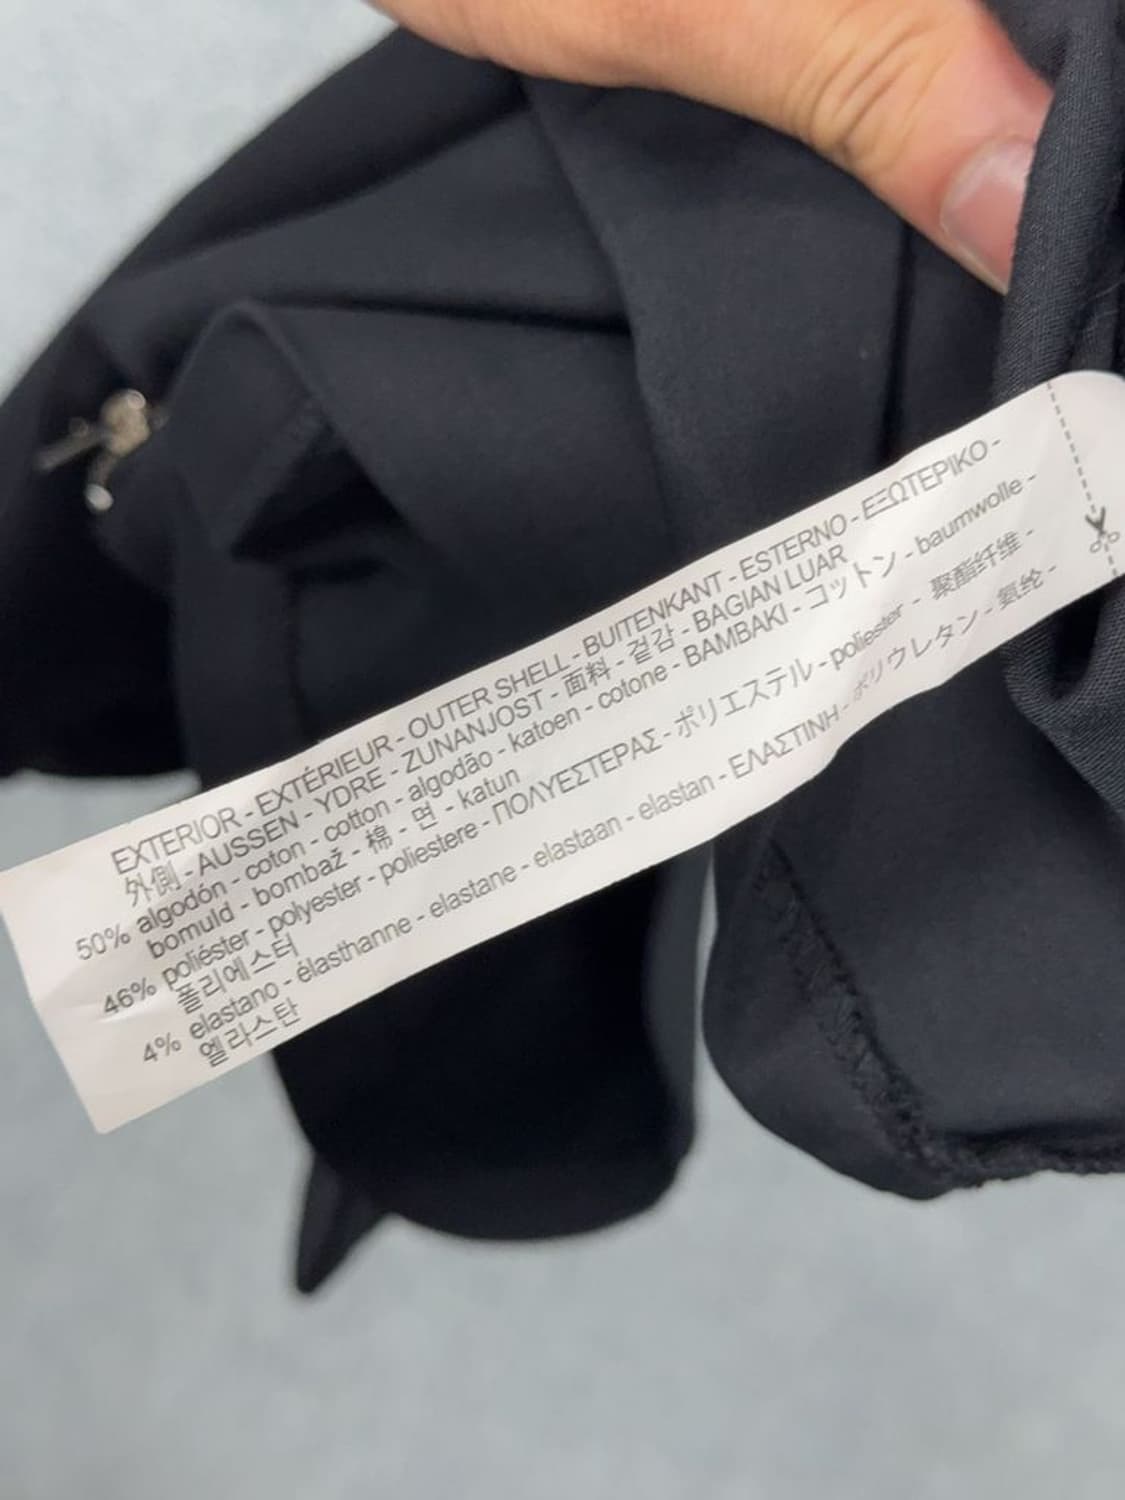 EXTERIOR - EXTÉRIEUR - OUTER SHELL - BUITENKANT - ESTERNO - ΕΞΩΤΕΡΙΚΟ -
外側 - AUSSEN - YDRE - ZUNANJOST - 面料 - 겉감 - BAGIAN LUAR
50% algodón - coton - cotton - algodão - katoen - cotone - ΒΑΜΒΑΚΙ - コットン - baumwolle -
bomuld - bombaž - 棉 - 면 - katun
46% poliéster - polyester - poliestere - ΠΟΛΥΕΣΤΕΡΑΣ - ポリエステル - poliester - 聚酯纤维 -
폴리에스터
4% elastano - élasthanne - elastane - elastaan - elastan - ΕΛΑΣΤΙΝΗ - ポリウレタン - 氨纶 -
엘라스탄